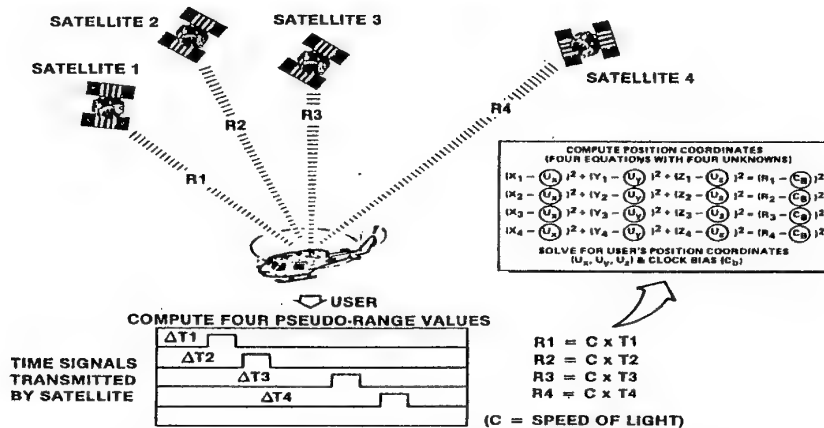 SATELLITE 1
SATELLITE 2
SATELLITE 3
SATELLITE 4
R1
R2
R3
R4
COMPUTE POSITION COORDINATES
(FOUR EQUATIONS WITH FOUR UNKNOWNS)
(X1 – Ux )² + (Y1 – Uy )² + (Z1 – Uz )² = (R1 – CB )²
(X2 – Ux )² + (Y2 – Uy )² + (Z2 – Uz )² = (R2 – CB )²
(X3 – Ux )² + (Y3 – Uy )² + (Z3 – Uz )² = (R3 – CB )²
(X4 – Ux )² + (Y4 – Uy )² + (Z4 – Uz )² = (R4 – CB )²
SOLVE FOR USER'S POSITION COORDINATES
(Ux, Uy, Uz) & CLOCK BIAS (Cb)
USER
COMPUTE FOUR PSEUDO-RANGE VALUES
ΔT1
ΔT2
ΔT3
ΔT4
TIME SIGNALS
TRANSMITTED
BY SATELLITE
R1 = C x T1
R2 = C x T2
R3 = C x T3
R4 = C x T4
(C = SPEED OF LIGHT)